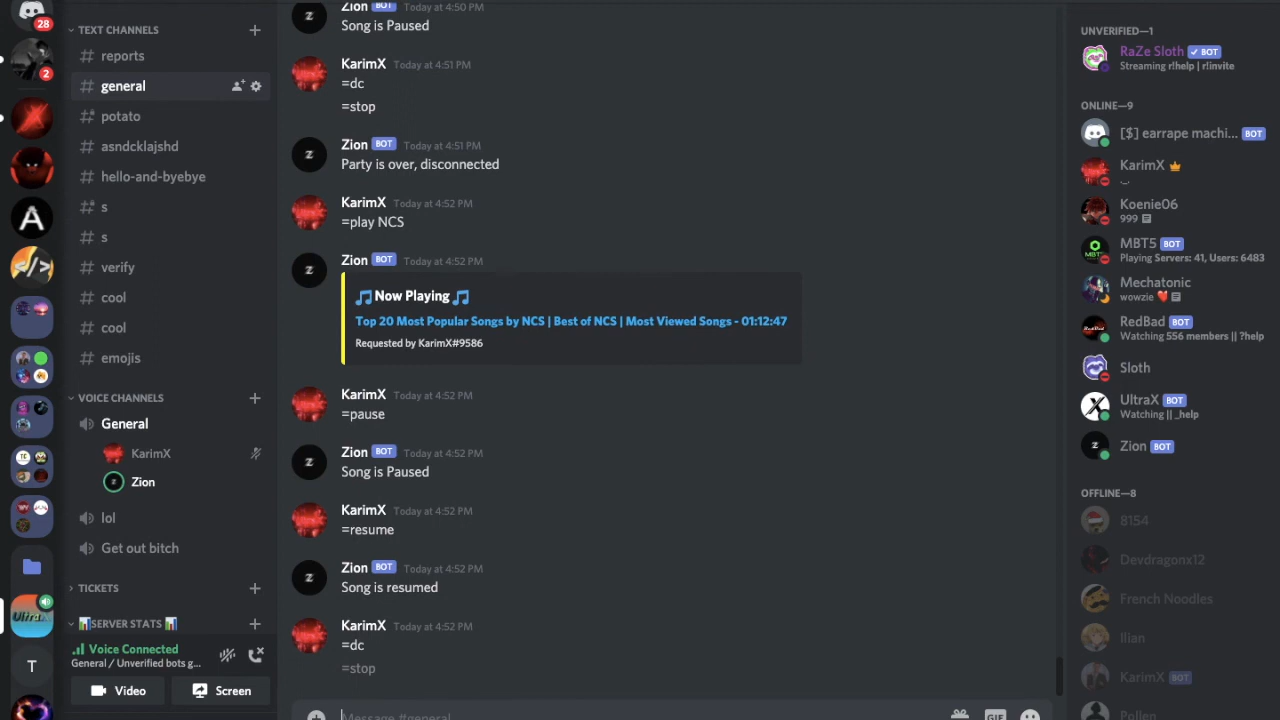 28
2
TEXT CHANNELS
reports
general
potato
asndcklajshd
hello-and-byebye
s
s
verify
cool
cool
emojis
VOICE CHANNELS
General
KarimX
Zion
lol
Get out bitch
TICKETS
📊SERVER STATS 📊
Voice Connected
General / Unverified bots g...
Video
Screen
A
</>
UltraX
T
Zion BOT Today at 4:50 PM
Song is Paused
KarimX Today at 4:51 PM
=dc
=stop
Zion BOT Today at 4:51 PM
Party is over, disconnected
KarimX Today at 4:52 PM
=play NCS
Zion BOT Today at 4:52 PM
🎵Now Playing🎵
Top 20 Most Popular Songs by NCS | Best of NCS | Most Viewed Songs - 01:12:47
Requested by KarimX#9586
KarimX Today at 4:52 PM
=pause
Zion BOT Today at 4:52 PM
Song is Paused
KarimX Today at 4:52 PM
=resume
Zion BOT Today at 4:52 PM
Song is resumed
KarimX Today at 4:52 PM
=dc
=stop
Message #general
GIF
UNVERIFIED—1
RaZe Sloth ✓ BOT
Streaming r!help | r!invite
ONLINE—9
[$] earrape machi... BOT
KarimX
._.
Koenie06
999
MBT5 BOT
Playing Servers: 41, Users: 6483
Mechatonic
wowzie ❤️
RedBad BOT
Watching 556 members || ?help
Sloth
UltraX BOT
Watching || _help
Zion BOT
OFFLINE—8
8154
Devdragonx12
French Noodles
Ilian
KarimX BOT
Pollen